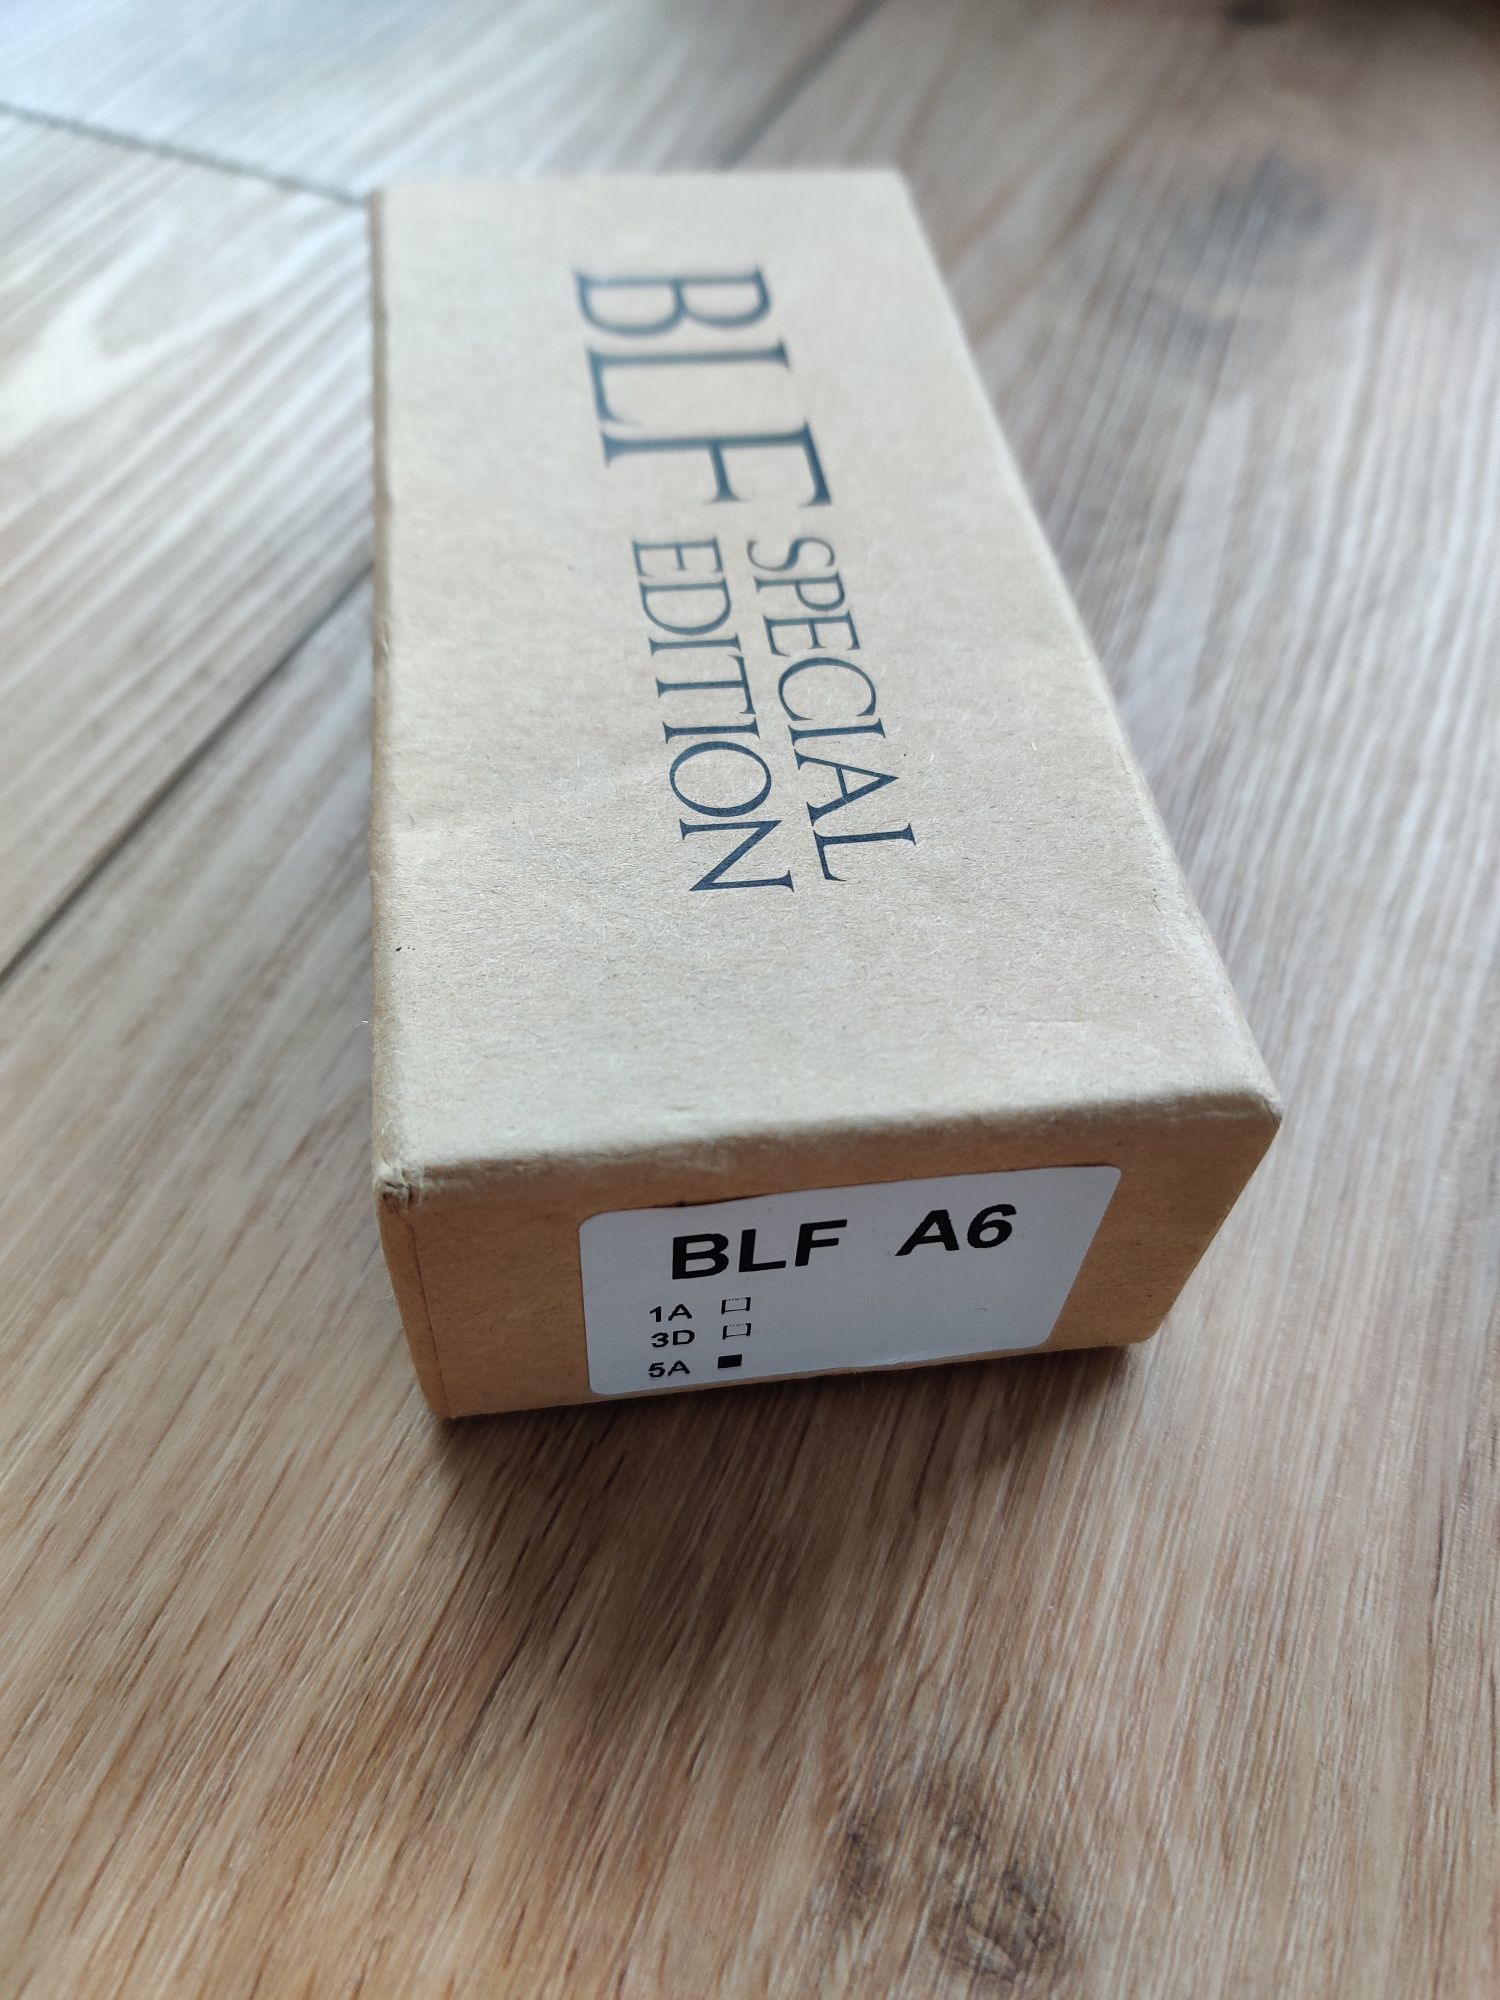 BLF SPECIAL
EDITION
BLF A6
1A
3D
5A